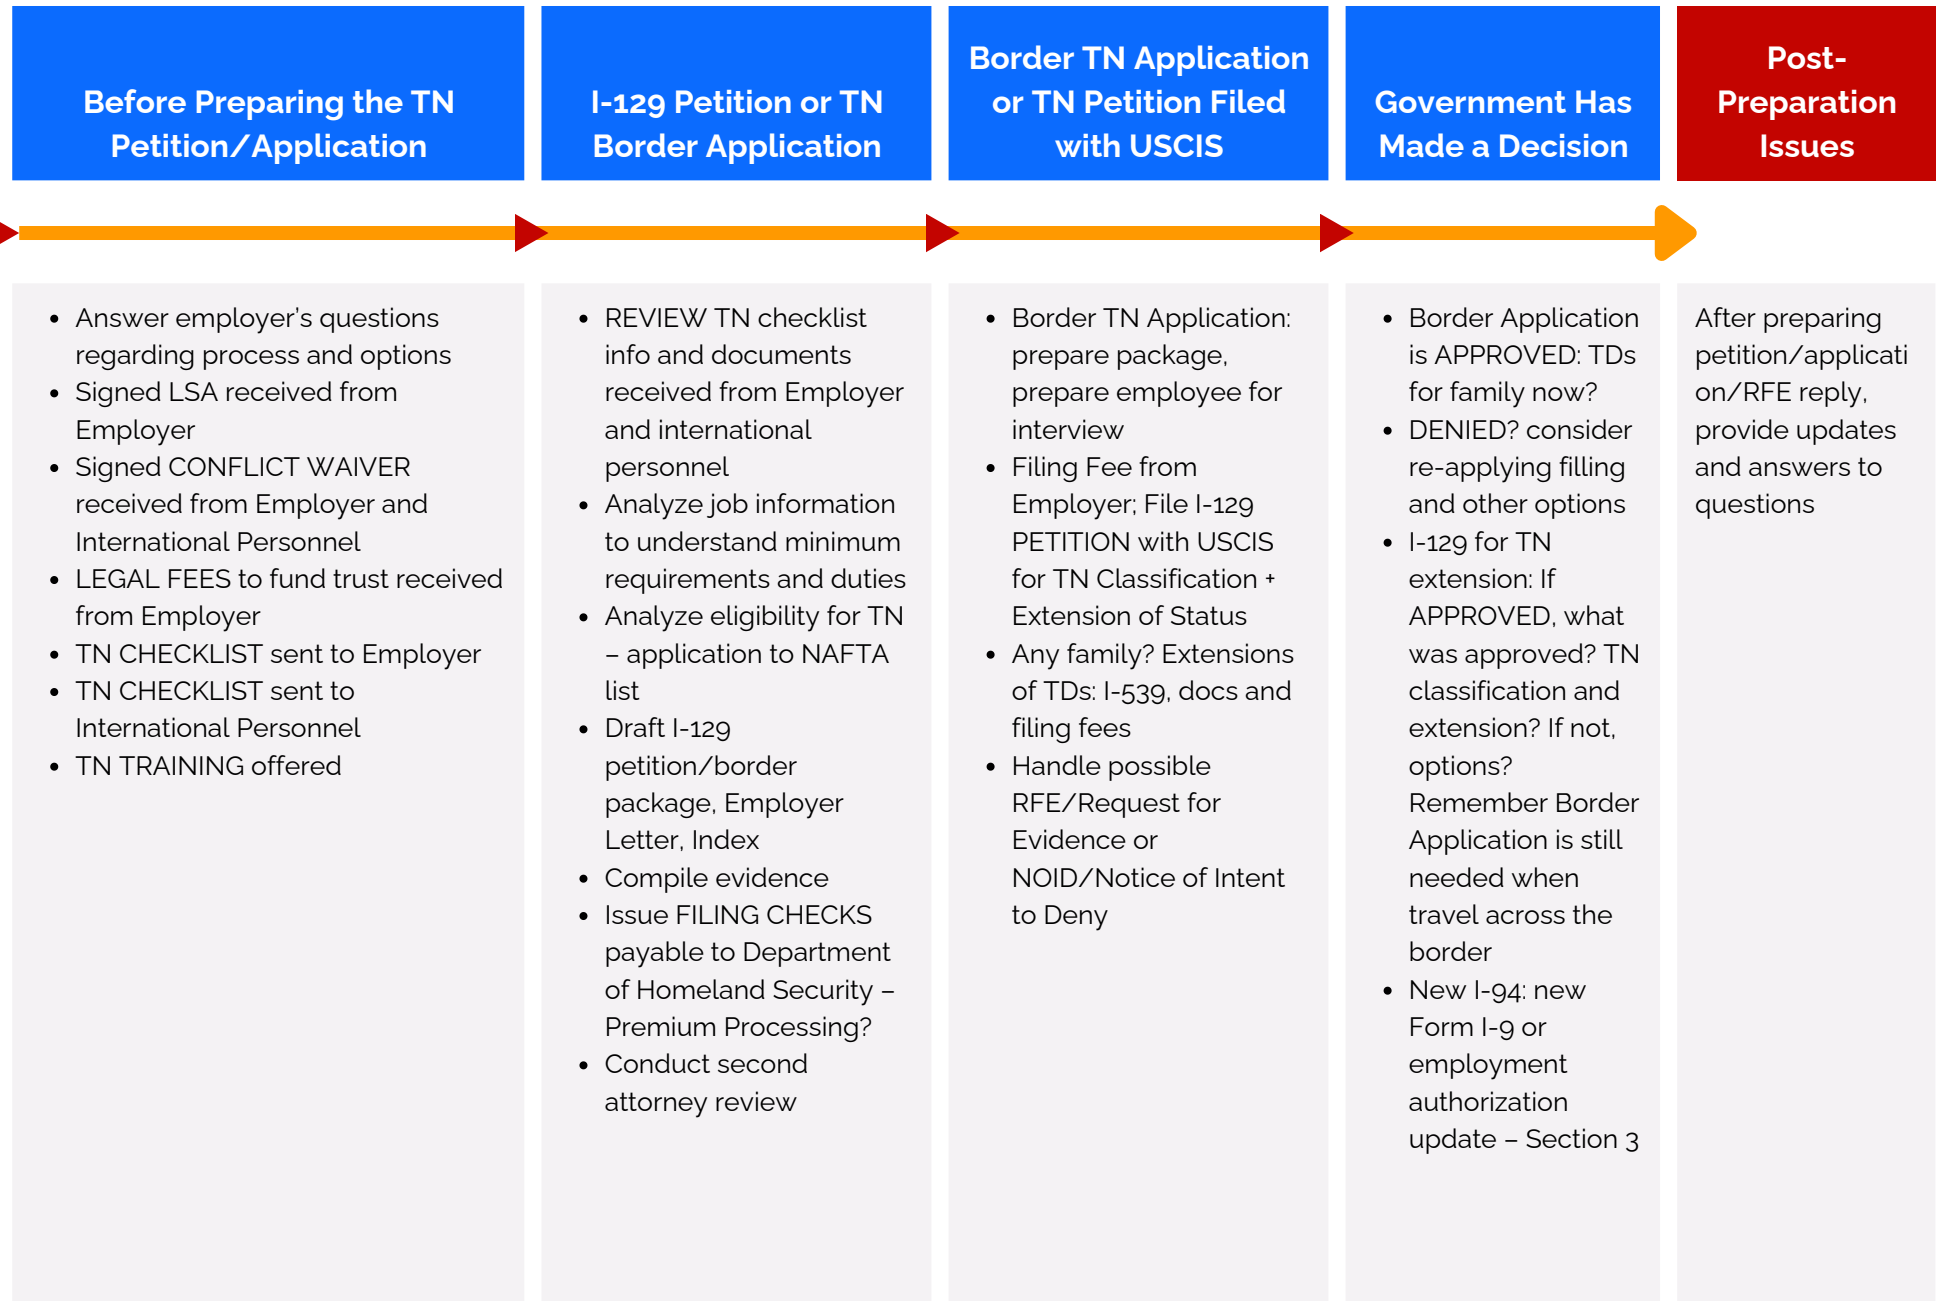 Before Preparing the TN
Petition/Application
I-129 Petition or TN
Border Application
Border TN Application
or TN Petition Filed
with USCIS
Government Has
Made a Decision
Post-
Preparation
Issues
• Answer employer’s questions
regarding process and options
• Signed LSA received from
Employer
• Signed CONFLICT WAIVER
received from Employer and
International Personnel
• LEGAL FEES to fund trust received
from Employer
• TN CHECKLIST sent to Employer
• TN CHECKLIST sent to
International Personnel
• TN TRAINING offered
• REVIEW TN checklist
info and documents
received from Employer
and international
personnel
• Analyze job information
to understand minimum
requirements and duties
• Analyze eligibility for TN
– application to NAFTA
list
• Draft I-129
petition/border
package, Employer
Letter, Index
• Compile evidence
• Issue FILING CHECKS
payable to Department
of Homeland Security –
Premium Processing?
• Conduct second
attorney review
• Border TN Application:
prepare package,
prepare employee for
interview
• Filing Fee from
Employer; File I-129
PETITION with USCIS
for TN Classification +
Extension of Status
• Any family? Extensions
of TDs: I-539, docs and
filing fees
• Handle possible
RFE/Request for
Evidence or
NOID/Notice of Intent
to Deny
• Border Application
is APPROVED: TDs
for family now?
• DENIED? consider
re-applying filling
and other options
• I-129 for TN
extension: If
APPROVED, what
was approved? TN
classification and
extension? If not,
options?
Remember Border
Application is still
needed when
travel across the
border
• New I-94: new
Form I-9 or
employment
authorization
update – Section 3
After preparing
petition/applicati
on/RFE reply,
provide updates
and answers to
questions